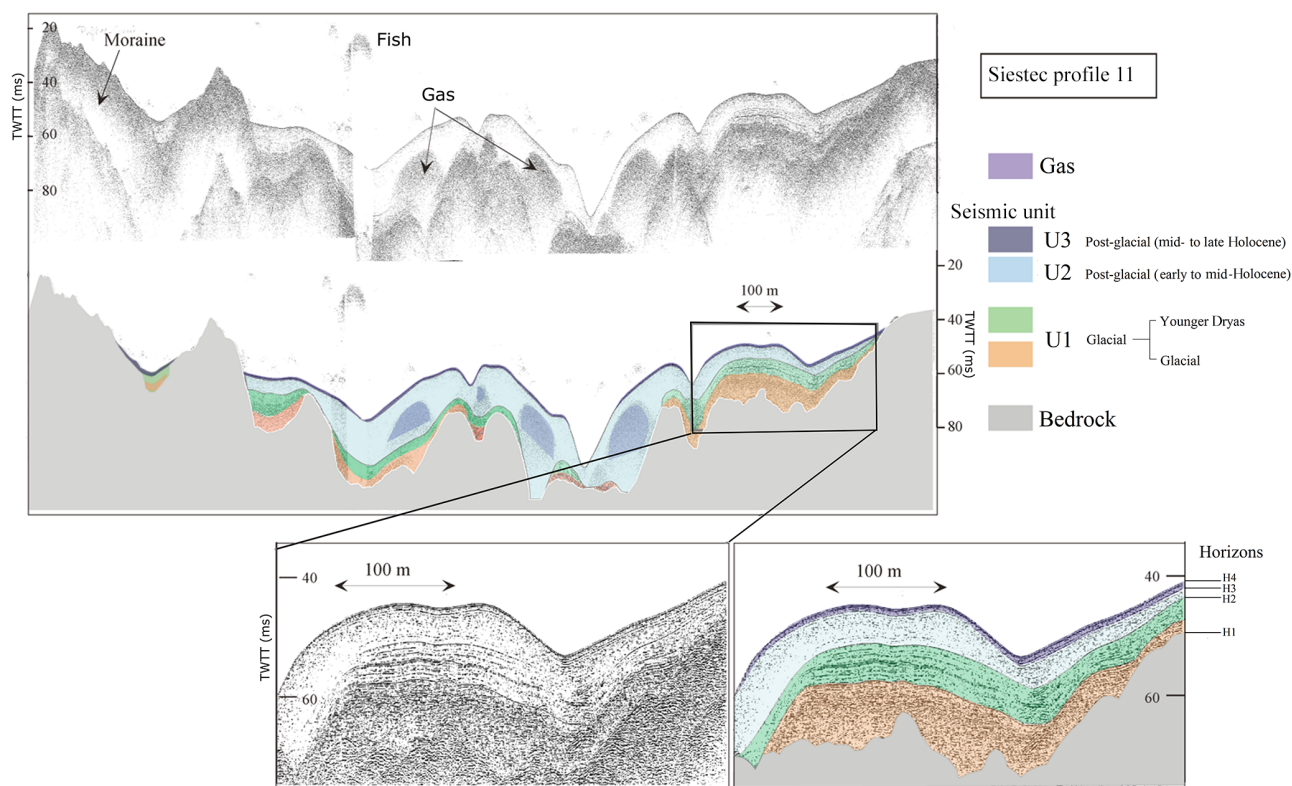 20
Moraine
Fish
Siestec profile 11
TWTT (ms)
40
Gas
60
80
Gas
Seismic unit
U3 Post-glacial (mid- to late Holocene)
20
U2 Post-glacial (early to mid-Holocene)
100 m
40
TWTT (ms)
Younger Dryas
U1 Glacial
Glacial
60
Bedrock
80
Horizons
100 m
40
TWTT (ms)
60
100 m
40
H4
H3
H2
H1
60